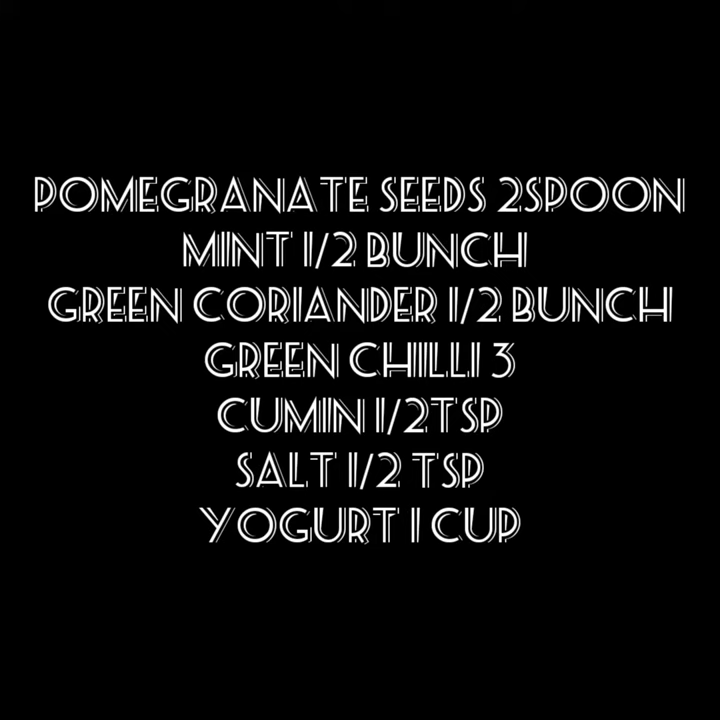 POMEGRANATE SEEDS 2SPOON
MINT 1/2 BUNCH
GREEN CORIANDER 1/2 BUNCH
GREEN CHILLI 3
CUMIN 1/2TSP
SALT 1/2 TSP
YOGURT 1 CUP